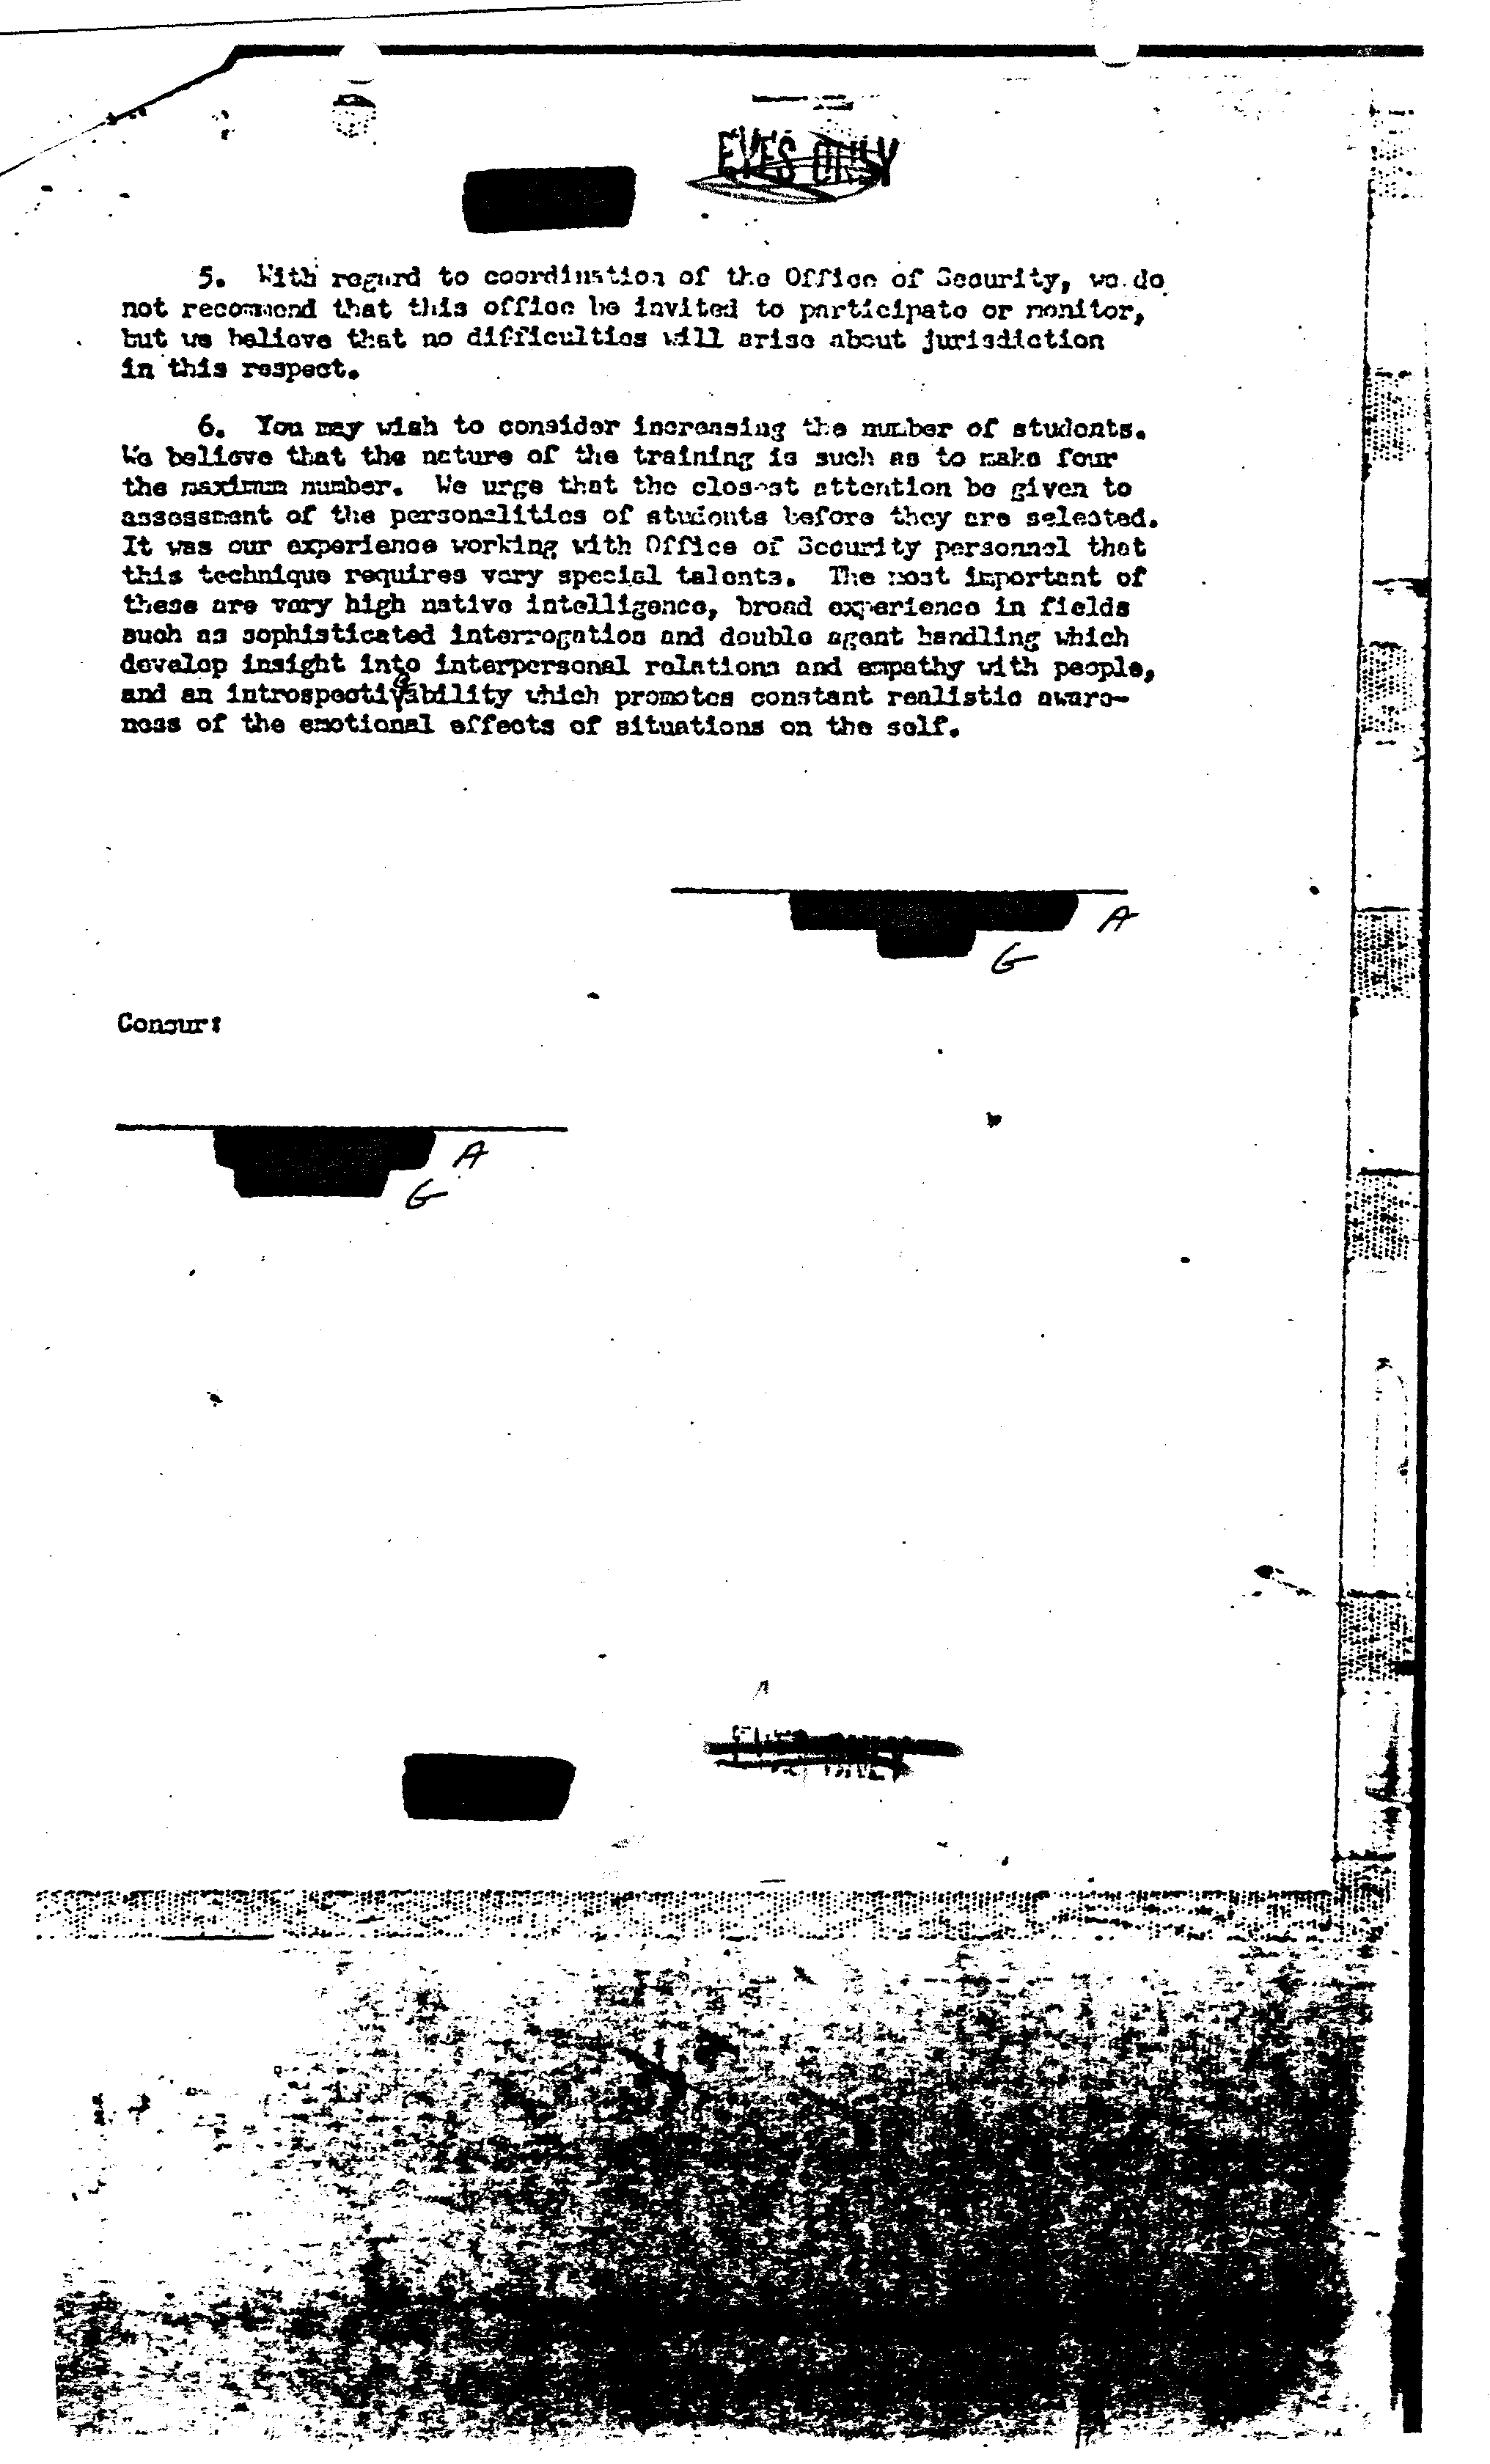 EYES ONLY
5. With regard to coordination of the Office of Security, we do
not recommend that this office be invited to participate or monitor,
but we believe that no difficulties will arise about jurisdiction
in this respect.
6. You may wish to consider increasing the number of students.
We believe that the nature of the training is such as to make four
the maximum number. We urge that the closest attention be given to
assessment of the personalities of students before they are selected.
It was our experience working with Office of Security personnel that
this technique requires very special talents. The most important of
these are very high native intelligence, broad experience in fields
such as sophisticated interrogation and double agent handling which
develop insight into interpersonal relations and empathy with people,
and an introspective ability which promotes constant realistic aware-
ness of the emotional effects of situations on the self.
A
G
Concur:
A
G